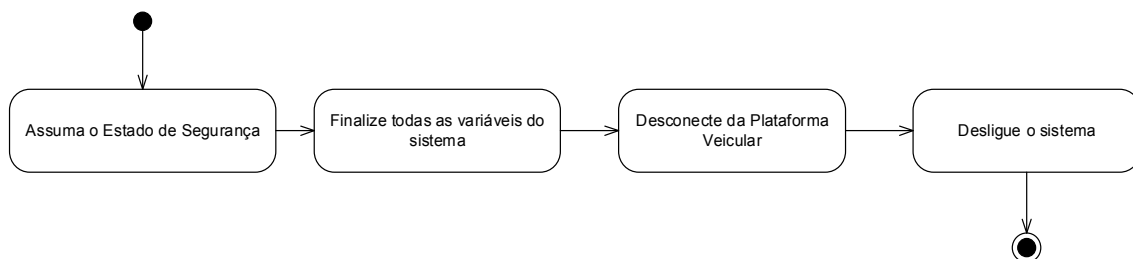 Assuma o Estado de Segurança
Finalize todas as variáveis do
sistema
Desconecte da Plataforma
Veicular
Desligue o sistema